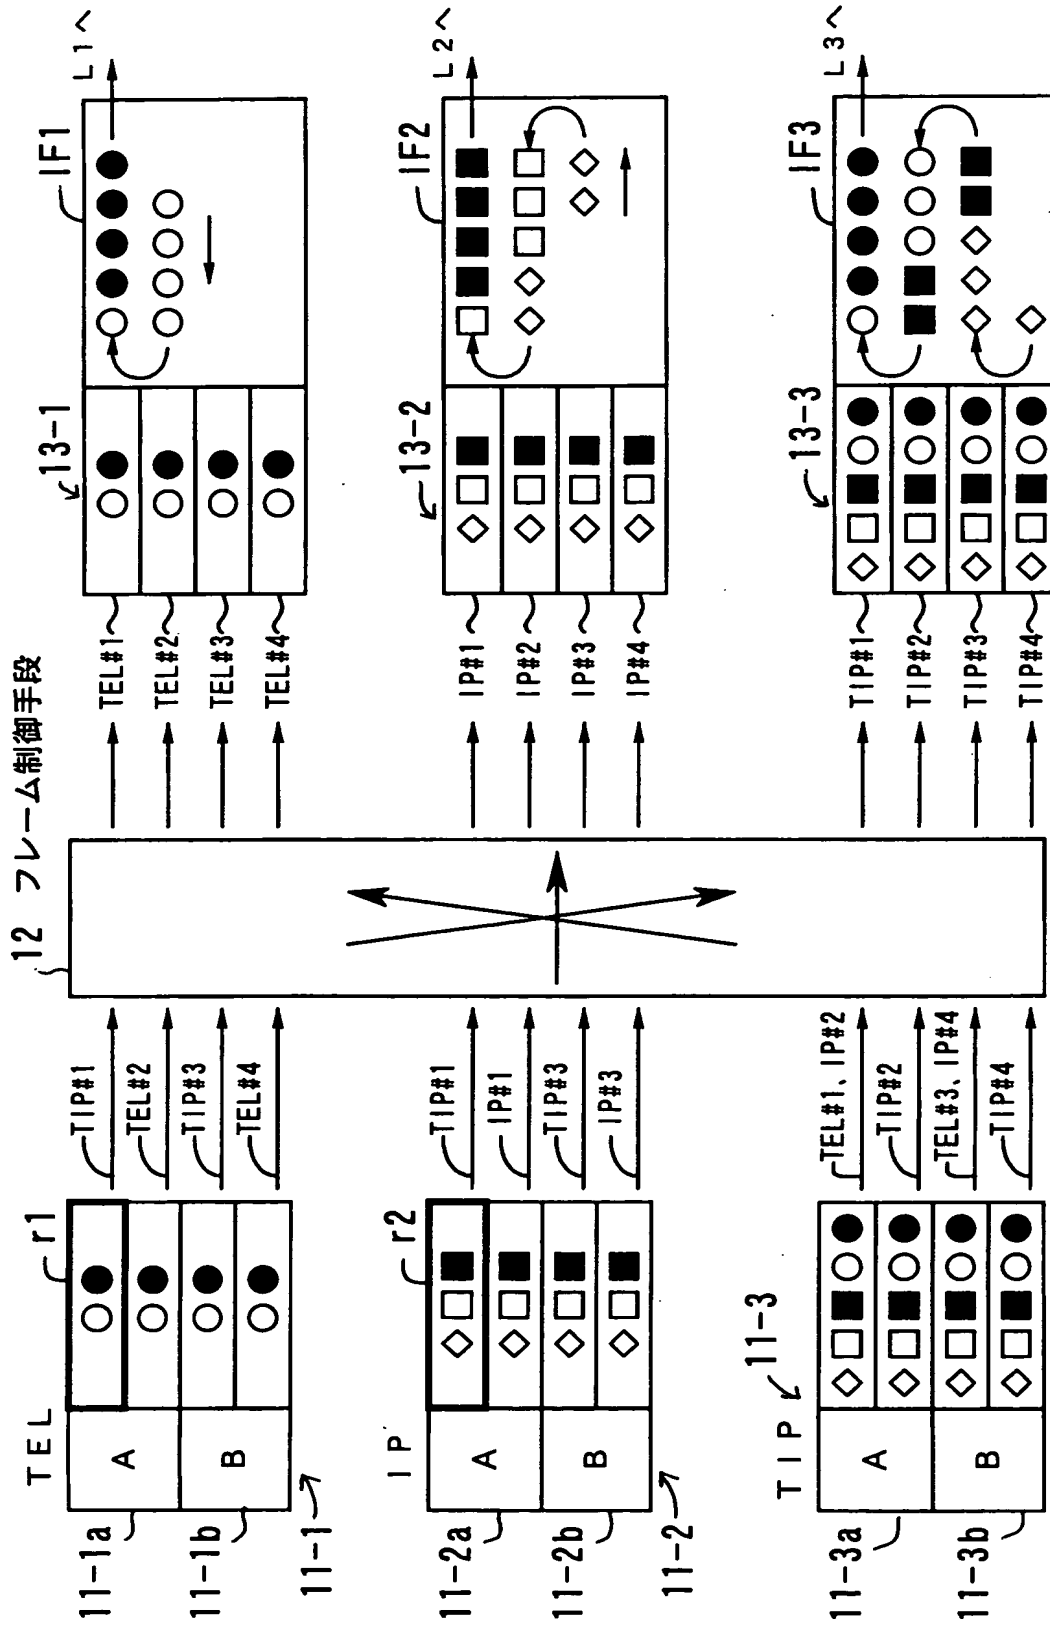 12 フレーム制御手段
TEL
11-1a
A
11-1b
B
11-1
r1
TIP#1
TEL#2
TIP#3
TEL#4
TEL#1
TEL#2
TEL#3
TEL#4
13-1
IF1
L1へ
IP
11-2a
A
11-2b
B
11-2
r2
TIP#1
IP#1
TIP#3
IP#3
IP#1
IP#2
IP#3
IP#4
13-2
IF2
L2へ
TIP
11-3
11-3a
A
11-3b
B
TEL#1、IP#2
TIP#2
TEL#3、IP#4
TIP#4
TIP#1
TIP#2
TIP#3
TIP#4
13-3
IF3
L3へ